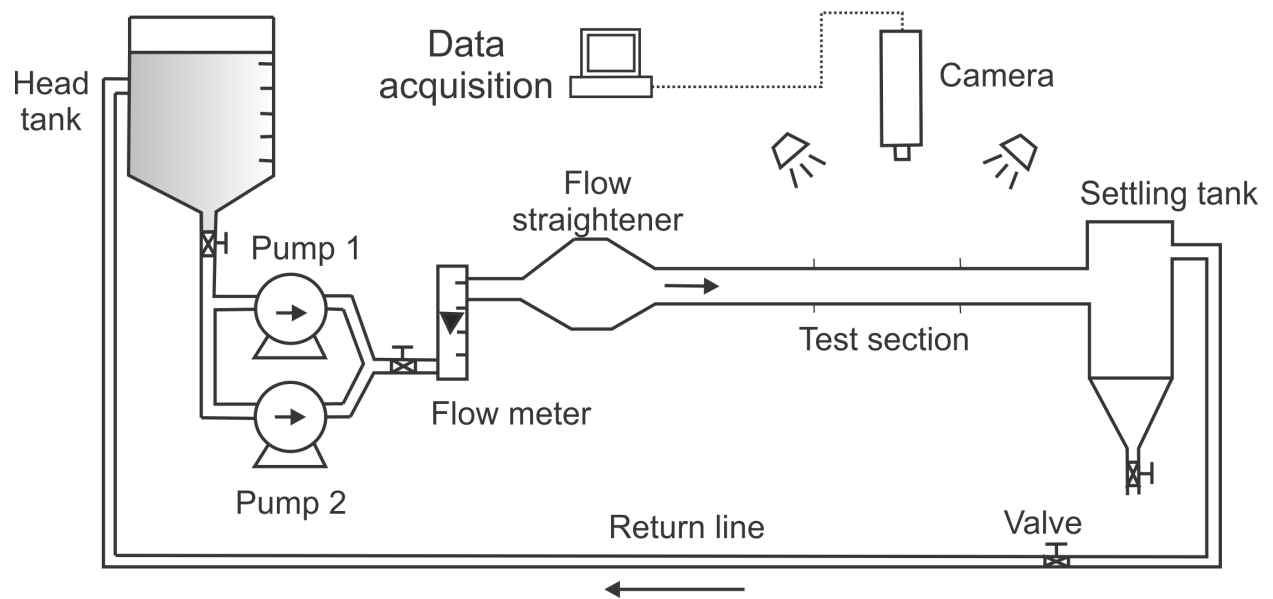 Data
acquisition
Head
tank
Camera
Flow
straightener
Settling tank
Pump 1
Test section
Flow meter
Pump 2
Return line
Valve